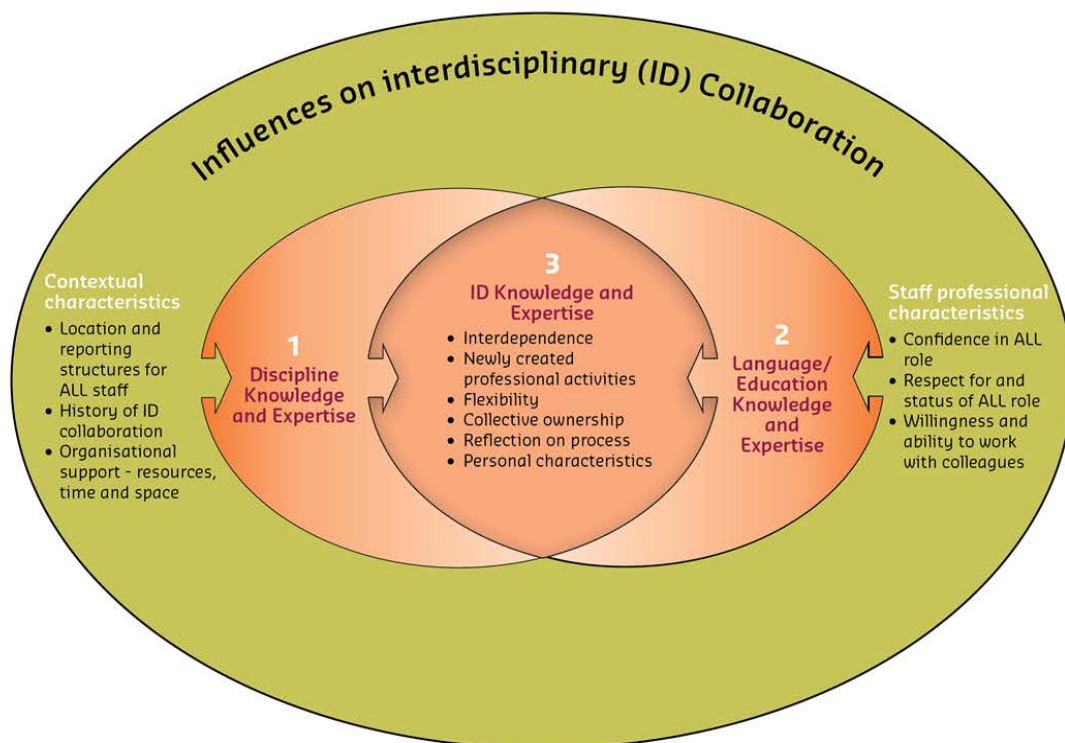 Influences on interdisciplinary (ID) Collaboration
Contextual
characteristics
• Location and
reporting
structures for
ALL staff
• History of ID
collaboration
• Organisational
support - resources,
time and space
1
Discipline
Knowledge
and Expertise
3
ID Knowledge and
Expertise
• Interdependence
• Newly created
professional activities
• Flexibility
• Collective ownership
• Reflection on process
• Personal characteristics
2
Language/
Education
Knowledge
and
Expertise
Staff professional
characteristics
• Confidence in ALL
role
• Respect for and
status of ALL role
• Willingness and
ability to work
with colleagues